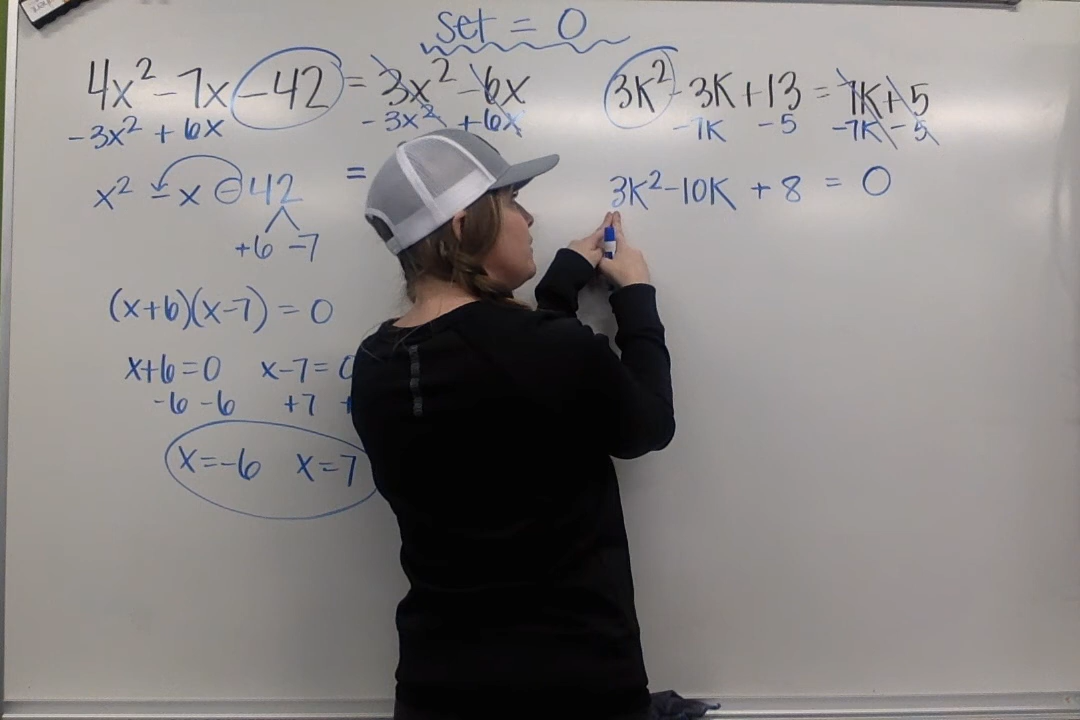 set = 0
4x² - 7x - 42 = 3x² - 6x
-3x² + 6x -3x² + 6x
x² - x - 42 =
+6 -7
(x+6)(x-7) = 0
x+6=0 x-7=0
-6 -6 +7 +
x=-6 x=7
3K² - 3K + 13 = 7K + 5
-7K - 5 -7K - 5
3K² - 10K + 8 = 0